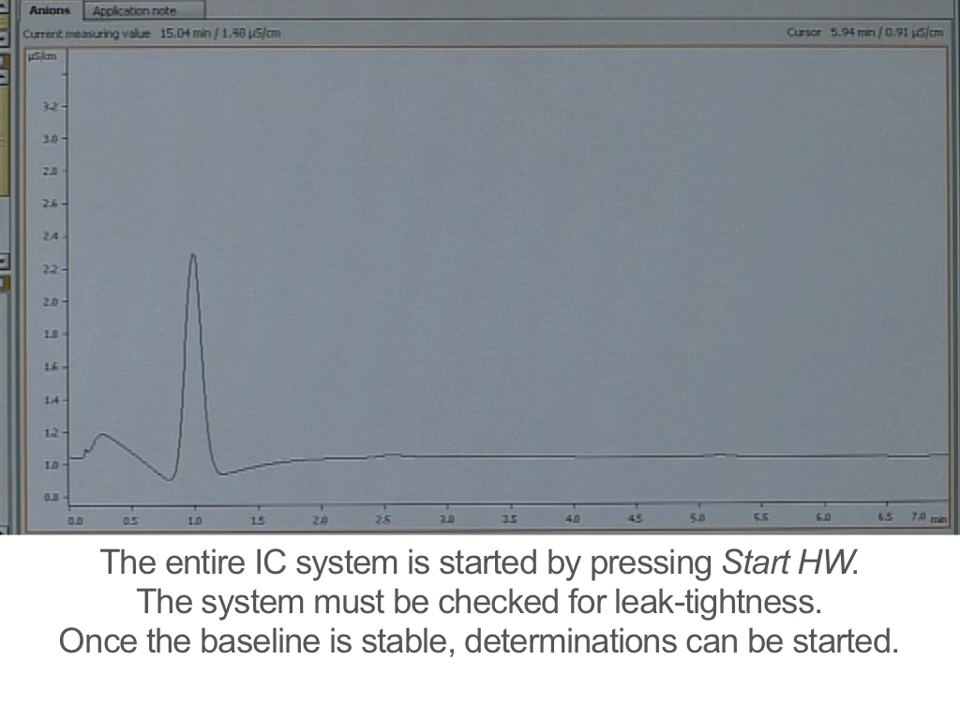 Anions Application note
Current measuring value 15.04 min / 1.48 µS/cm Cursor 5.94 min / 0.91 µS/cm
µS/cm
3.2
3.0
2.8
2.6
2.4
2.2
2.0
1.8
1.6
1.4
1.2
1.0
0.8
0.0 0.5 1.0 1.5 2.0 2.5 3.0 3.5 4.0 4.5 5.0 5.5 6.0 6.5 7.0 min
The entire IC system is started by pressing Start HW.
The system must be checked for leak-tightness.
Once the baseline is stable, determinations can be started.